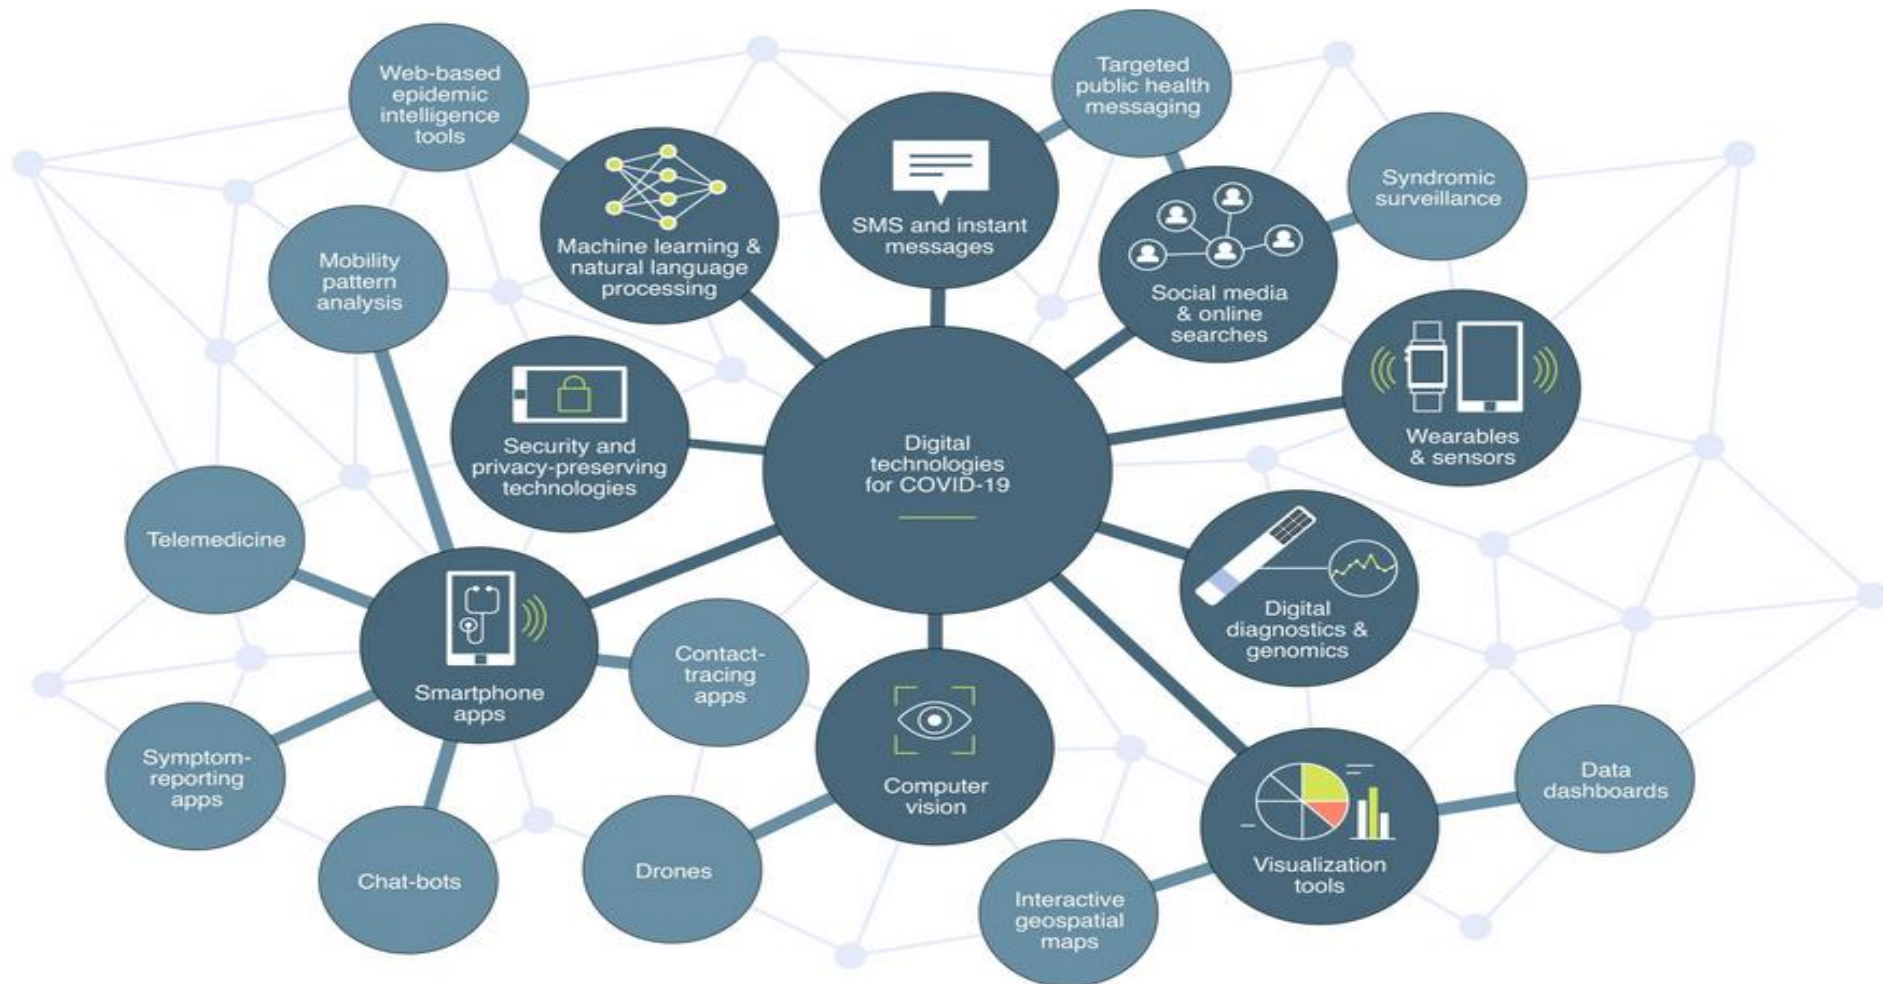 Web-based
epidemic
intelligence
tools
Targeted
public health
messaging
Machine learning &
natural language
processing
SMS and instant
messages
Social media
& online
searches
Syndromic
surveillance
Mobility
pattern
analysis
Security and
privacy-preserving
technologies
Digital
technologies
for COVID-19
Wearables
& sensors
Telemedicine
Smartphone
apps
Contact-
tracing
apps
Digital
diagnostics &
genomics
Symptom-
reporting
apps
Computer
vision
Data
dashboards
Chat-bots
Drones
Interactive
geospatial
maps
Visualization
tools